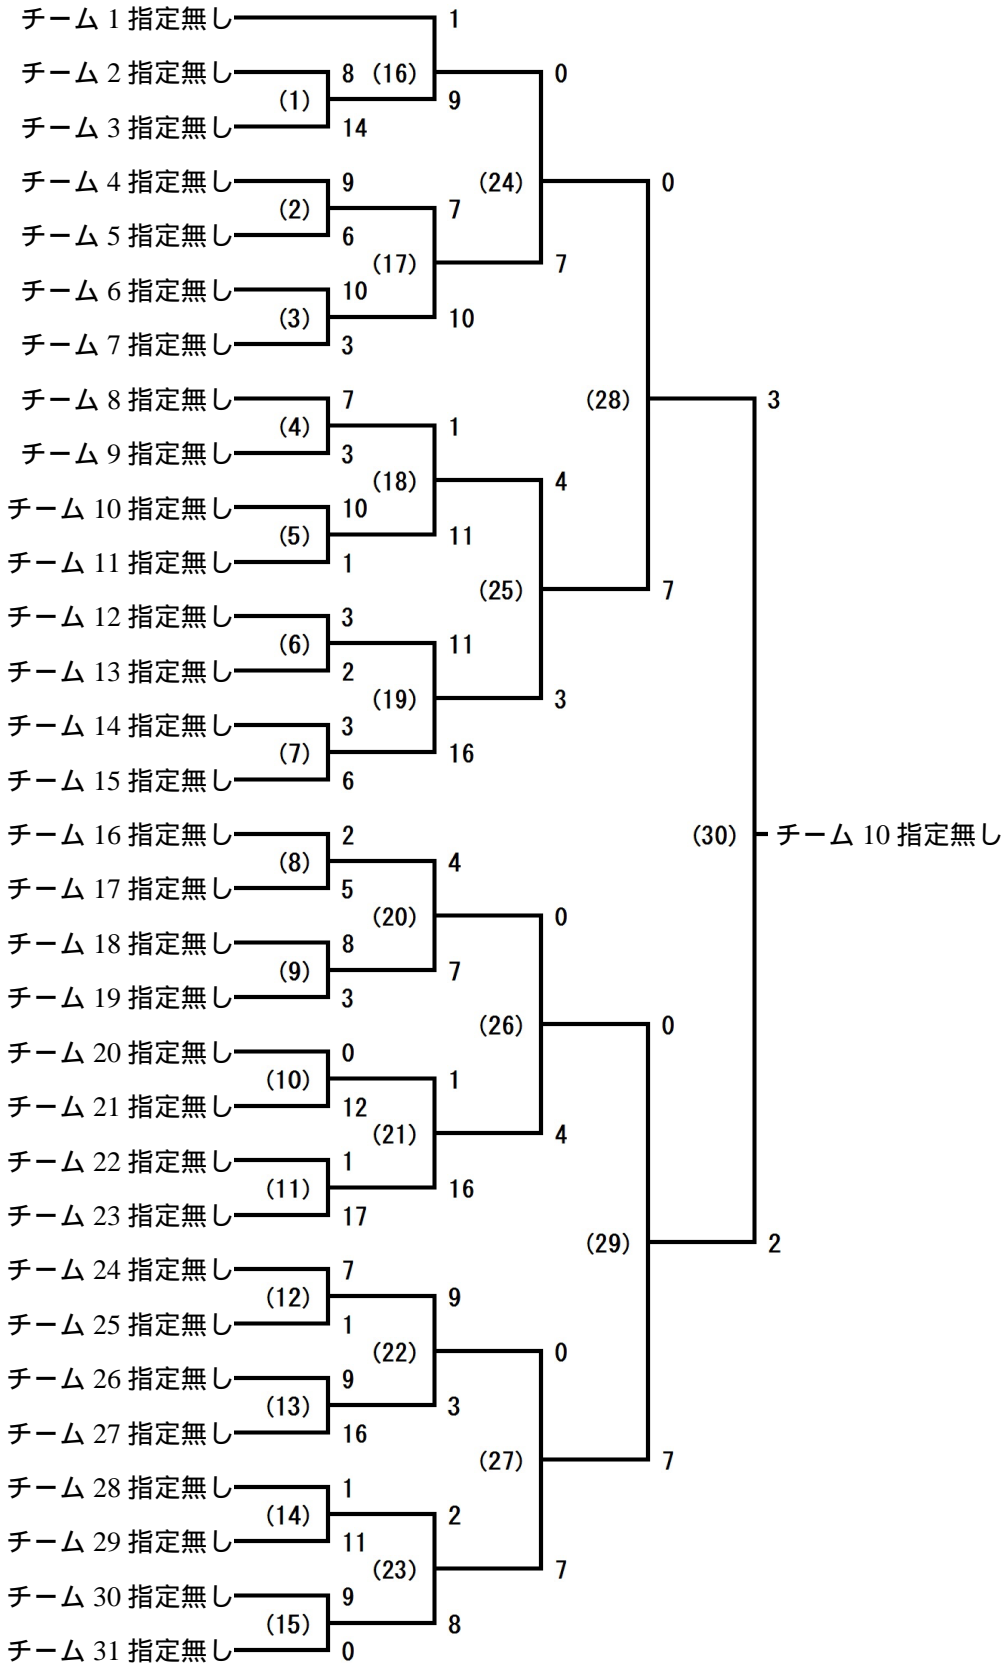 チーム 1 指定無し 1
チーム 2 指定無し 8 (16) 0
(1) 9
チーム 3 指定無し 14
チーム 4 指定無し 9 (24) 0
(2) 7
チーム 5 指定無し 6
(17) 7
チーム 6 指定無し 10
(3) 10
チーム 7 指定無し 3
チーム 8 指定無し 7 (28) 3
(4) 1
チーム 9 指定無し 3
(18) 4
チーム 10 指定無し 10
(5) 11
チーム 11 指定無し 1
(25) 7
チーム 12 指定無し 3
(6) 11
チーム 13 指定無し 2
(19) 3
チーム 14 指定無し 3
(7) 16
チーム 15 指定無し 6
チーム 16 指定無し 2 (30) チーム 10 指定無し
(8) 4
チーム 17 指定無し 5
(20) 0
チーム 18 指定無し 8
(9) 7
チーム 19 指定無し 3
(26) 0
チーム 20 指定無し 0
(10) 1
チーム 21 指定無し 12
(21) 4
チーム 22 指定無し 1
(11) 16
チーム 23 指定無し 17
(29) 2
チーム 24 指定無し 7
(12) 9
チーム 25 指定無し 1
(22) 0
チーム 26 指定無し 9
(13) 3
チーム 27 指定無し 16
(27) 7
チーム 28 指定無し 1
(14) 2
チーム 29 指定無し 11
(23) 7
チーム 30 指定無し 9
(15) 8
チーム 31 指定無し 0